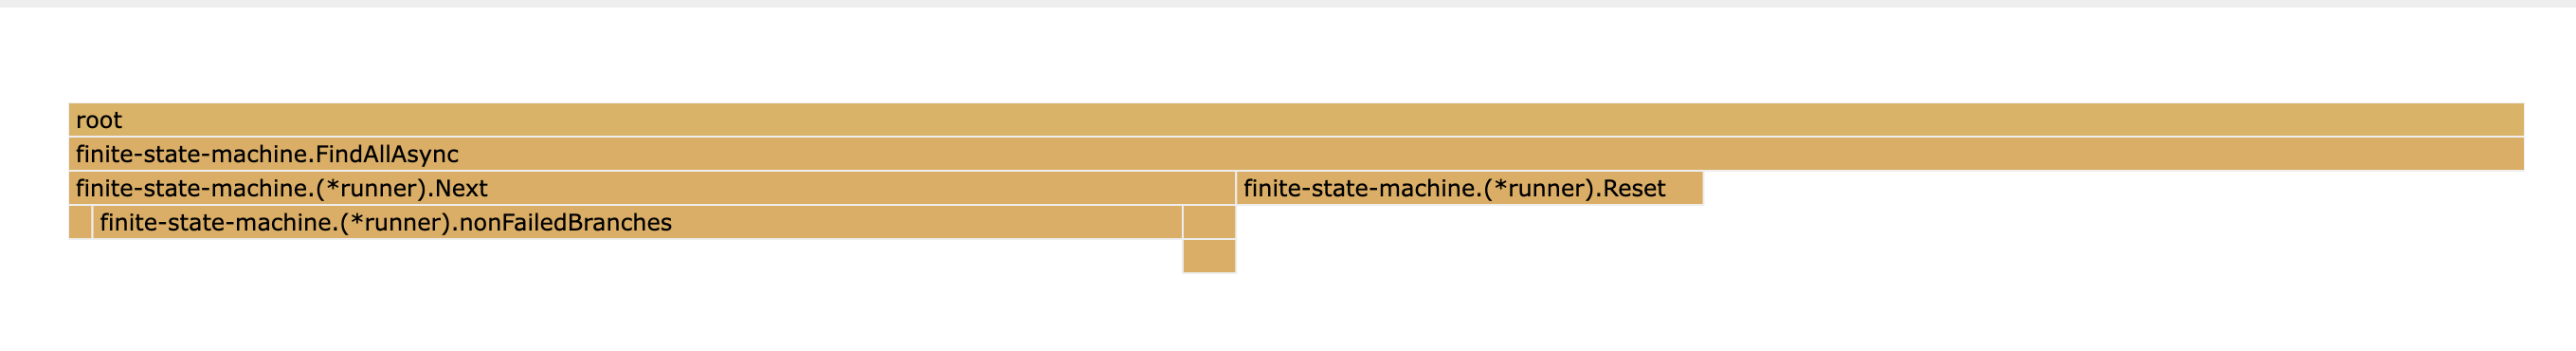 root
finite-state-machine.FindAllAsync
finite-state-machine.(*runner).Next
finite-state-machine.(*runner).Reset
finite-state-machine.(*runner).nonFailedBranches